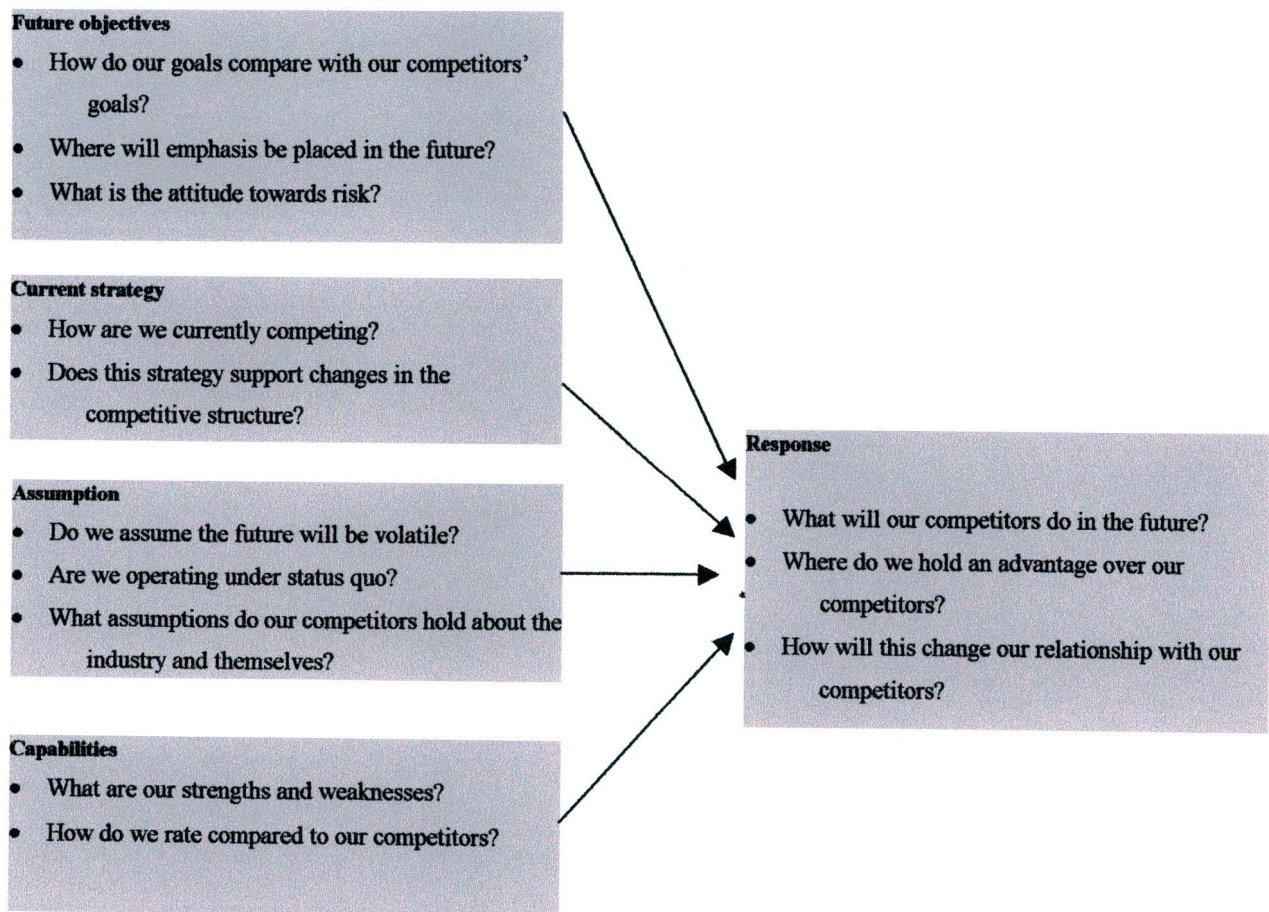 Future objectives
• How do our goals compare with our competitors'
goals?
• Where will emphasis be placed in the future?
• What is the attitude towards risk?
Current strategy
• How are we currently competing?
• Does this strategy support changes in the
competitive structure?
Assumption
• Do we assume the future will be volatile?
• Are we operating under status quo?
• What assumptions do our competitors hold about the
industry and themselves?
Capabilities
• What are our strengths and weaknesses?
• How do we rate compared to our competitors?
Response
• What will our competitors do in the future?
• Where do we hold an advantage over our
competitors?
• How will this change our relationship with our
competitors?